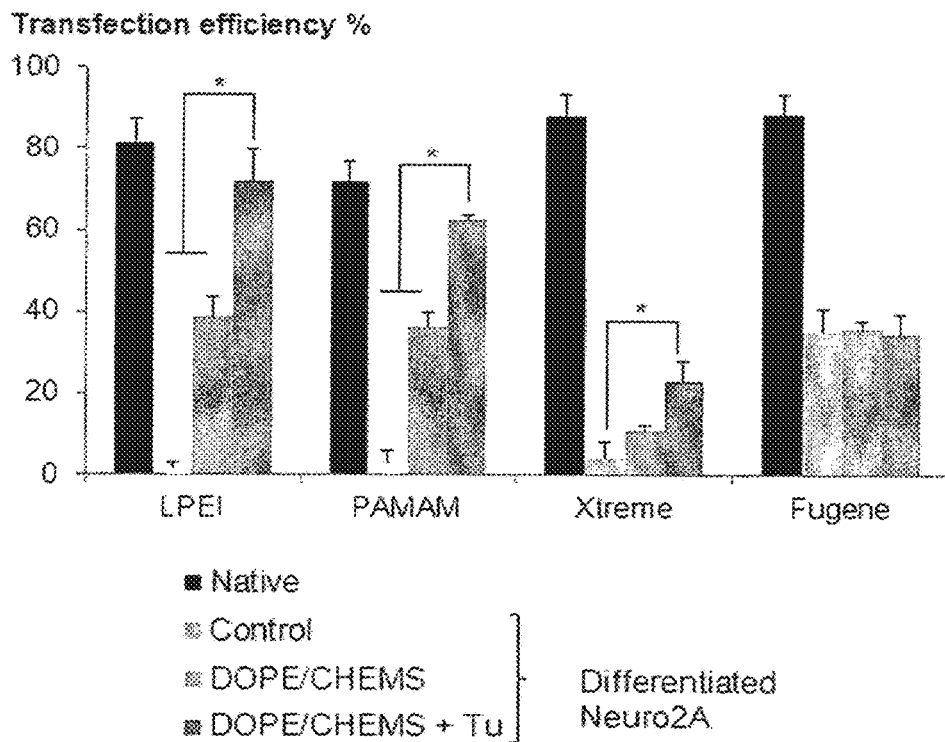 Transfection efficiency %
100
80
60
40
20
0
*
*
*
LPEI PAMAM Xtreme Fugene
Native
Control
DOPE/CHEMS
DOPE/CHEMS + Tu
Differentiated
Neuro2A